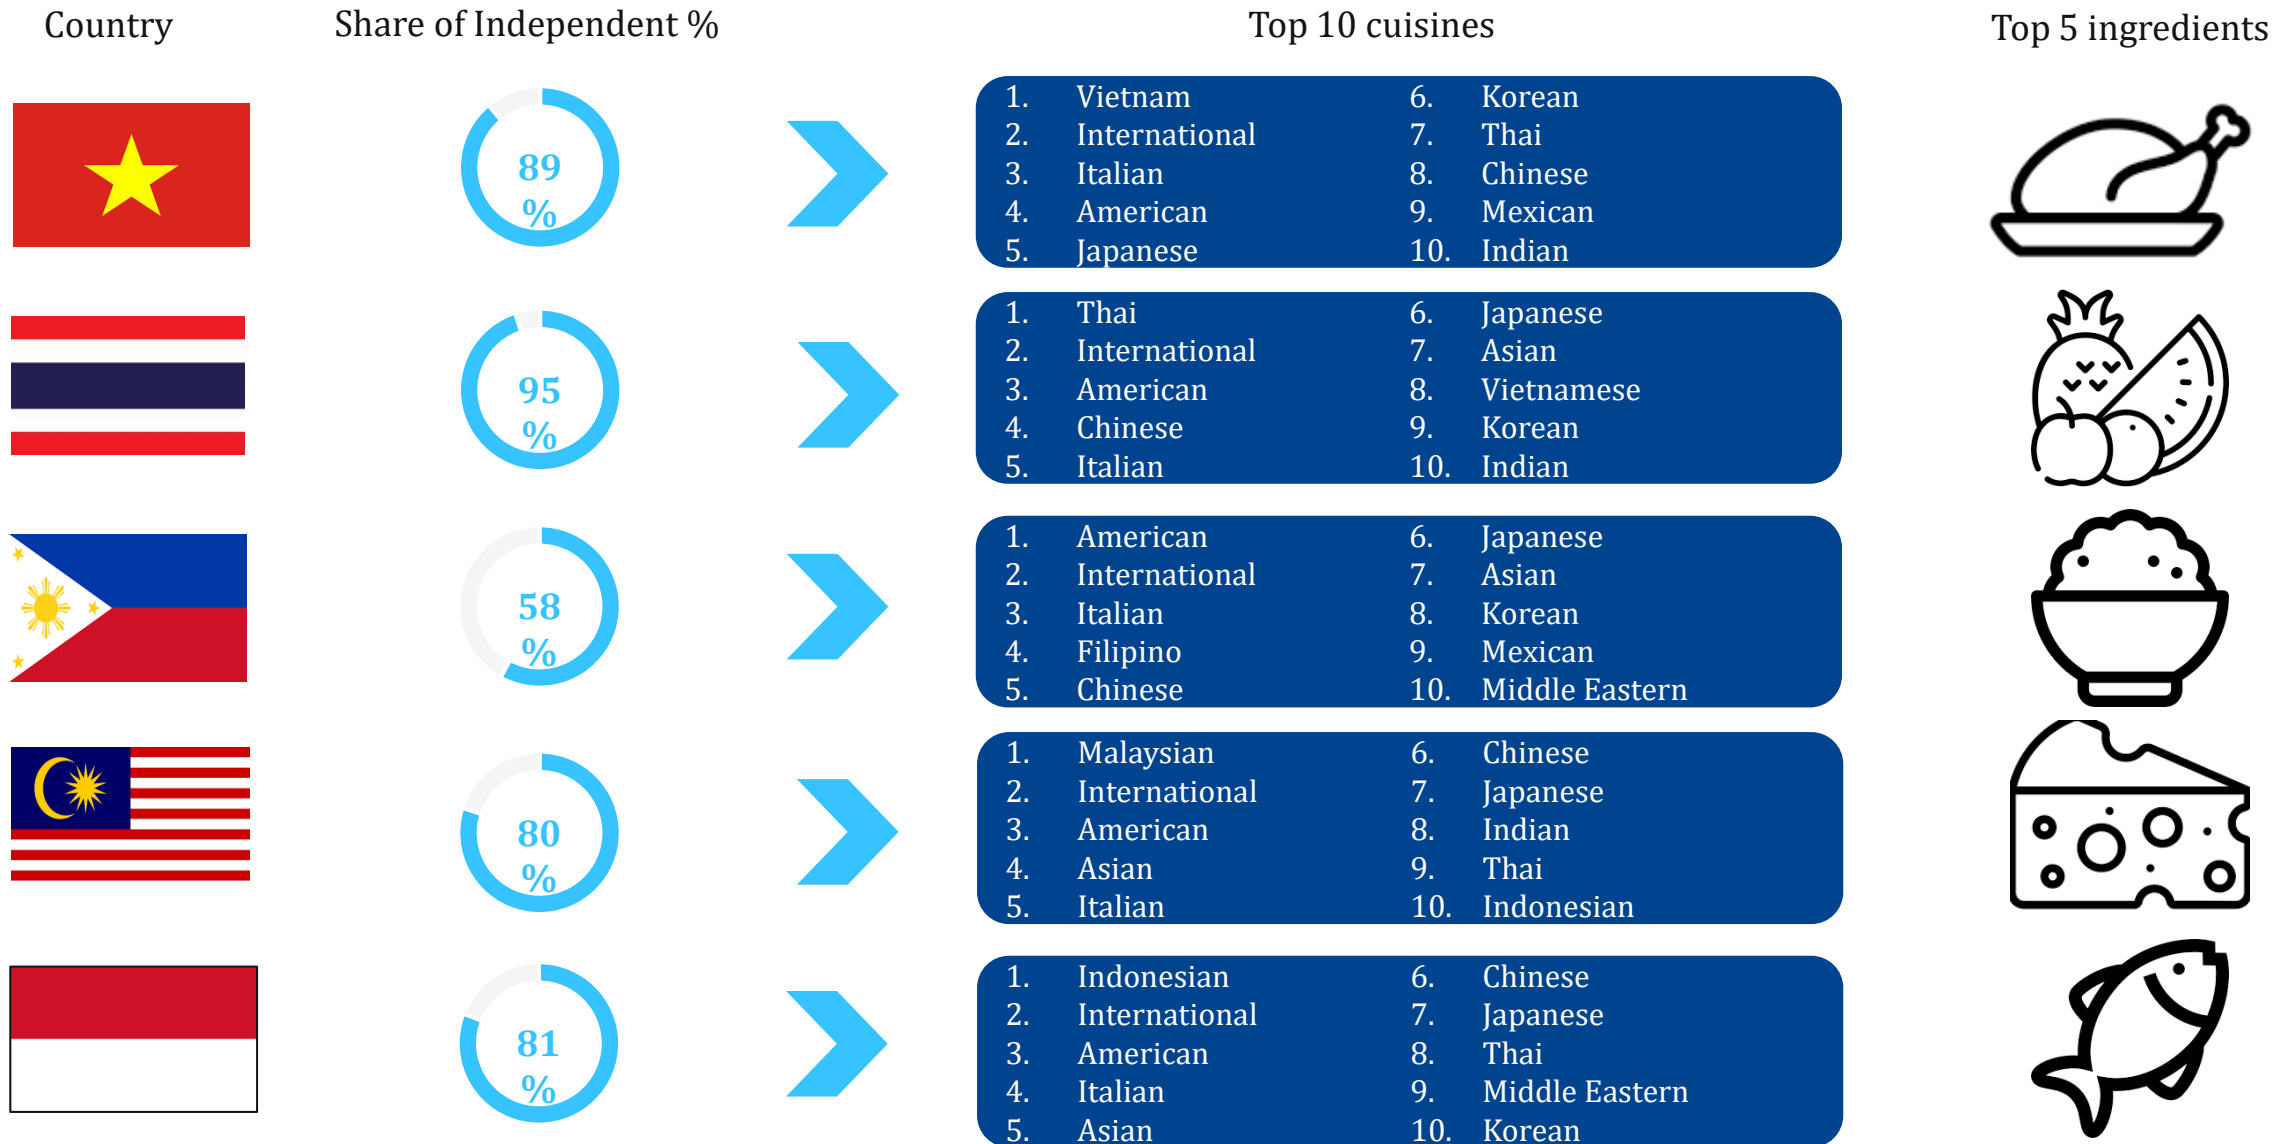 Country Share of Independent % Top 10 cuisines Top 5 ingredients
89
%
1. Vietnam 6. Korean
2. International 7. Thai
3. Italian 8. Chinese
4. American 9. Mexican
5. Japanese 10. Indian
95
%
1. Thai 6. Japanese
2. International 7. Asian
3. American 8. Vietnamese
4. Chinese 9. Korean
5. Italian 10. Indian
58
%
1. American 6. Japanese
2. International 7. Asian
3. Italian 8. Korean
4. Filipino 9. Mexican
5. Chinese 10. Middle Eastern
80
%
1. Malaysian 6. Chinese
2. International 7. Japanese
3. American 8. Indian
4. Asian 9. Thai
5. Italian 10. Indonesian
81
%
1. Indonesian 6. Chinese
2. International 7. Japanese
3. American 8. Thai
4. Italian 9. Middle Eastern
5. Asian 10. Korean